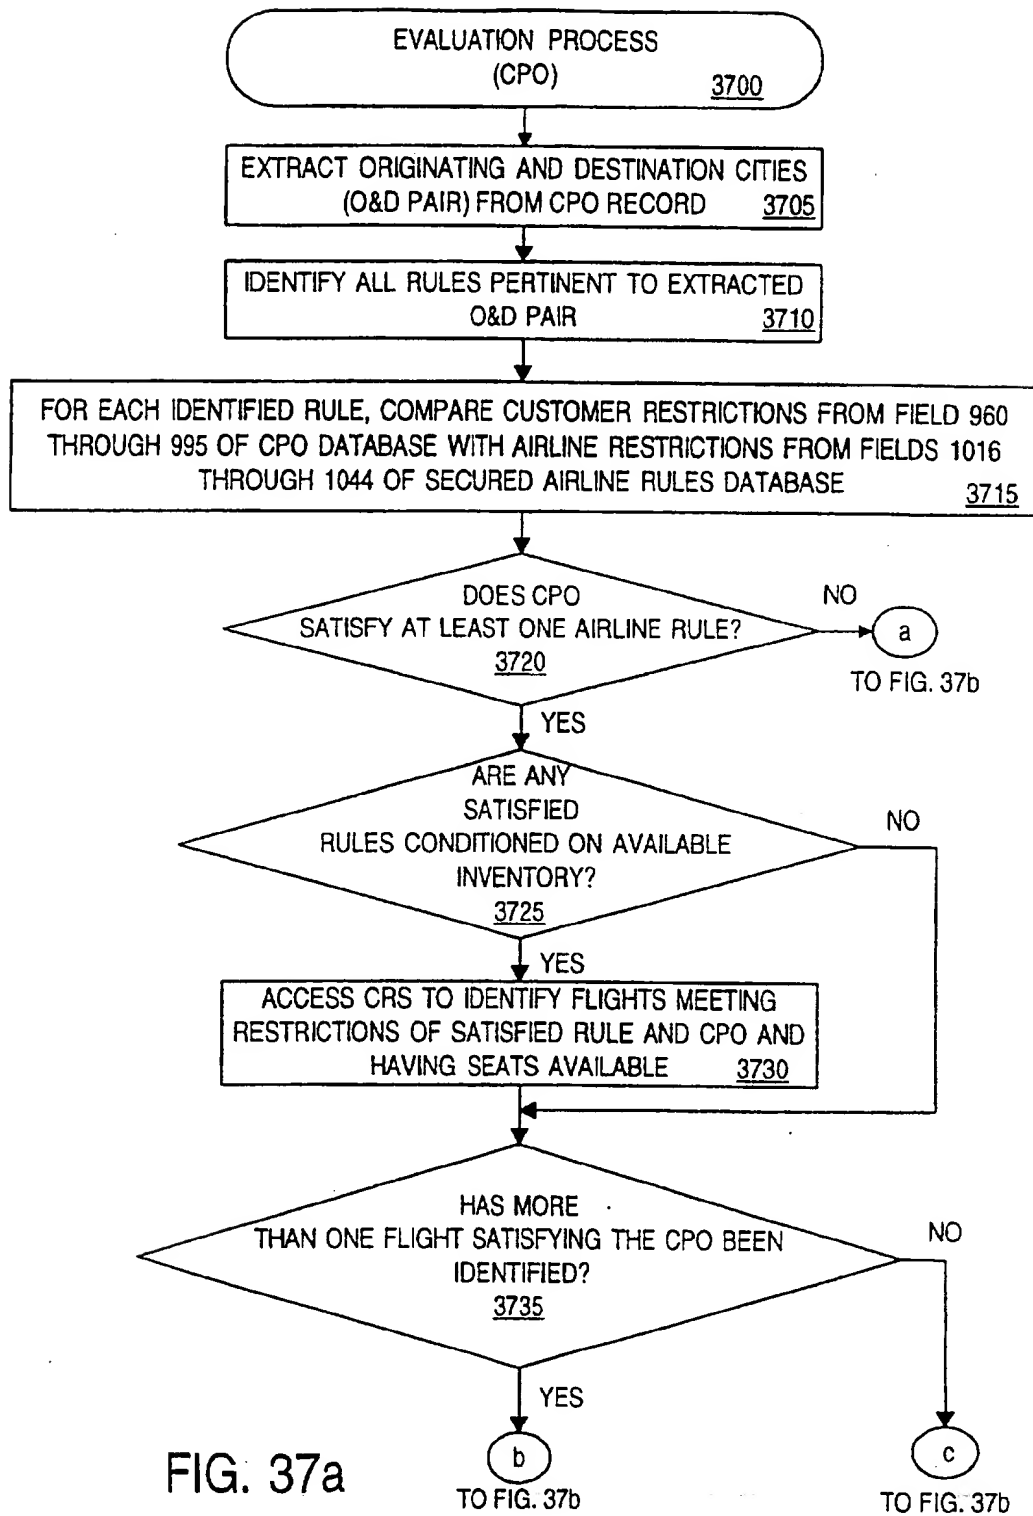 EVALUATION PROCESS
(CPO)
3700
EXTRACT ORIGINATING AND DESTINATION CITIES
(O&D PAIR) FROM CPO RECORD 3705
IDENTIFY ALL RULES PERTINENT TO EXTRACTED
O&D PAIR 3710
FOR EACH IDENTIFIED RULE, COMPARE CUSTOMER RESTRICTIONS FROM FIELD 960
THROUGH 995 OF CPO DATABASE WITH AIRLINE RESTRICTIONS FROM FIELDS 1016
THROUGH 1044 OF SECURED AIRLINE RULES DATABASE 3715
DOES CPO
SATISFY AT LEAST ONE AIRLINE RULE?
3720
NO
a
TO FIG. 37b
YES
ARE ANY
SATISFIED
RULES CONDITIONED ON AVAILABLE
INVENTORY?
3725
NO
YES
ACCESS CRS TO IDENTIFY FLIGHTS MEETING
RESTRICTIONS OF SATISFIED RULE AND CPO AND
HAVING SEATS AVAILABLE 3730
HAS MORE
THAN ONE FLIGHT SATISFYING THE CPO BEEN
IDENTIFIED?
3735
NO
YES
b
TO FIG. 37b
c
TO FIG. 37b
FIG. 37a